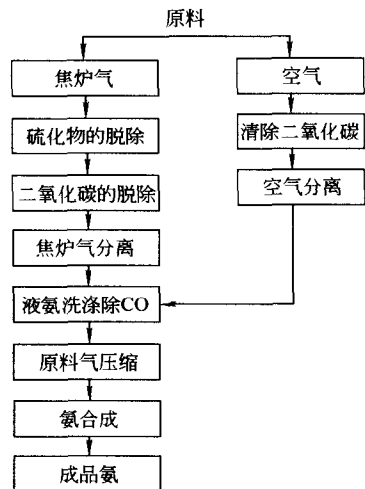 原料
焦炉气
空气
硫化物的脱除
清除二氧化碳
二氧化碳的脱除
空气分离
焦炉气分离
液氨洗涤除CO
原料气压缩
氨合成
成品氨